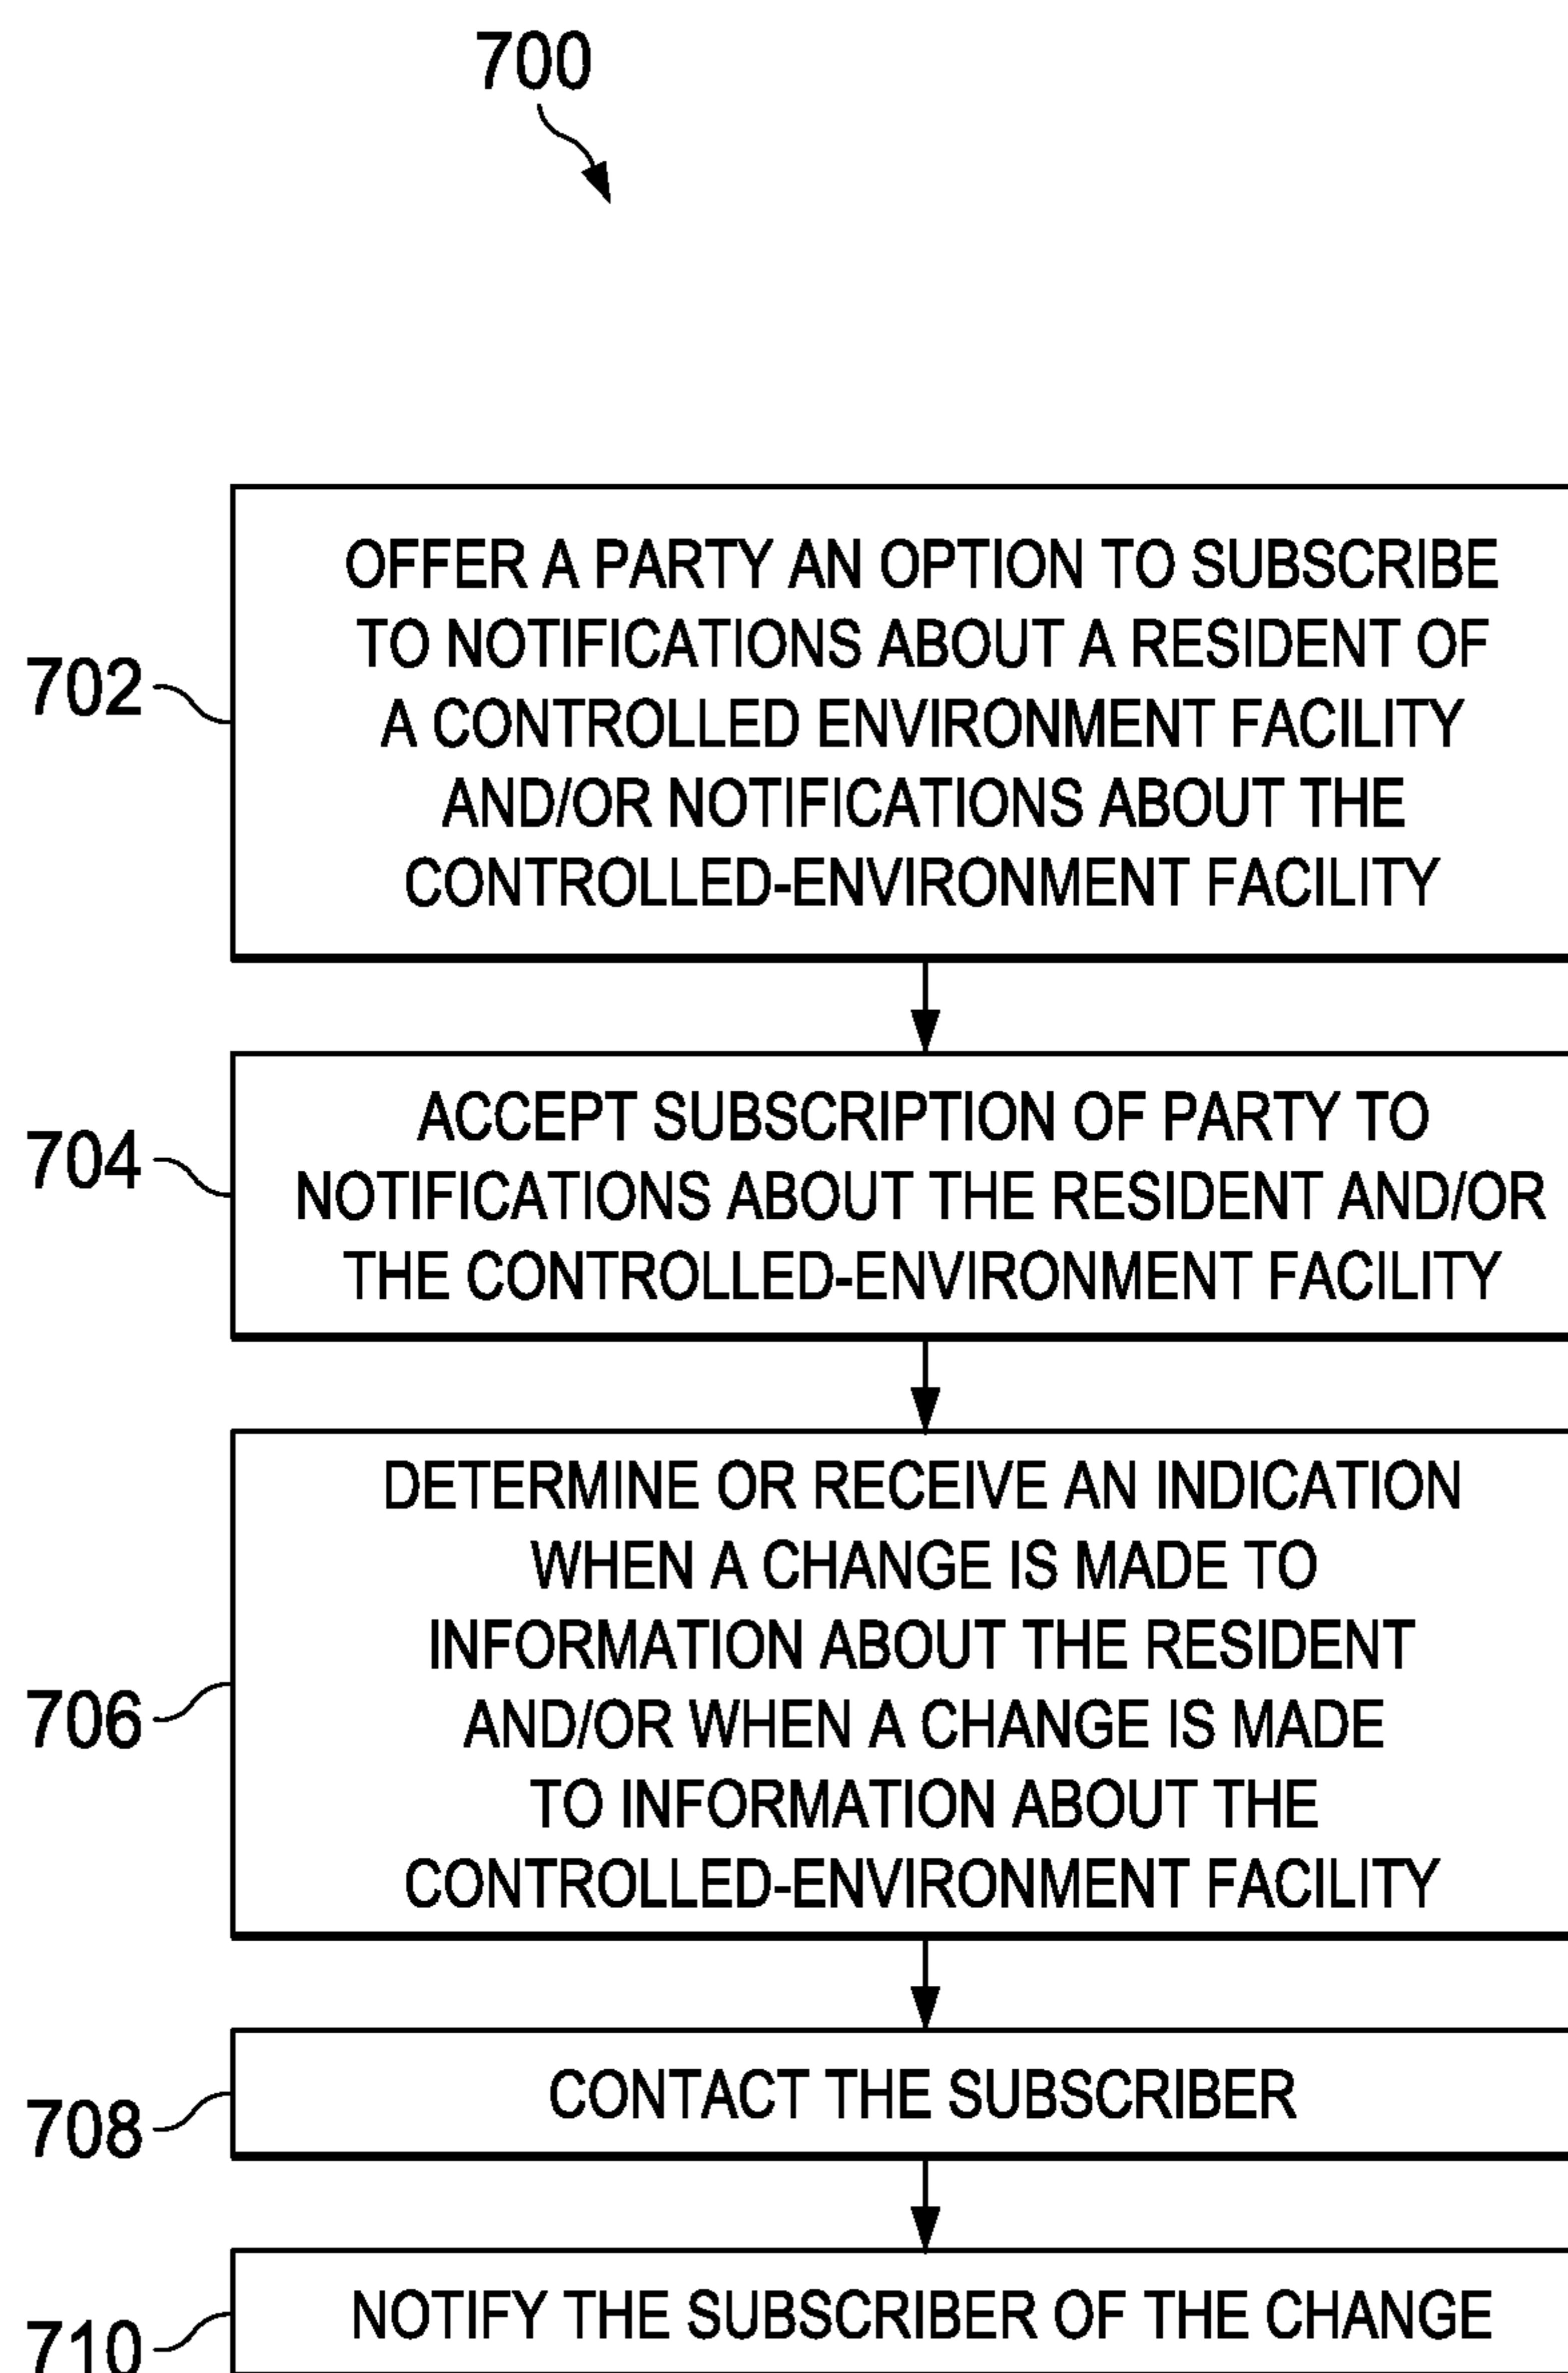 700
702
OFFER A PARTY AN OPTION TO SUBSCRIBE
TO NOTIFICATIONS ABOUT A RESIDENT OF
A CONTROLLED ENVIRONMENT FACILITY
AND/OR NOTIFICATIONS ABOUT THE
CONTROLLED-ENVIRONMENT FACILITY
704
ACCEPT SUBSCRIPTION OF PARTY TO
NOTIFICATIONS ABOUT THE RESIDENT AND/OR
THE CONTROLLED-ENVIRONMENT FACILITY
706
DETERMINE OR RECEIVE AN INDICATION
WHEN A CHANGE IS MADE TO
INFORMATION ABOUT THE RESIDENT
AND/OR WHEN A CHANGE IS MADE
TO INFORMATION ABOUT THE
CONTROLLED-ENVIRONMENT FACILITY
708
CONTACT THE SUBSCRIBER
710
NOTIFY THE SUBSCRIBER OF THE CHANGE